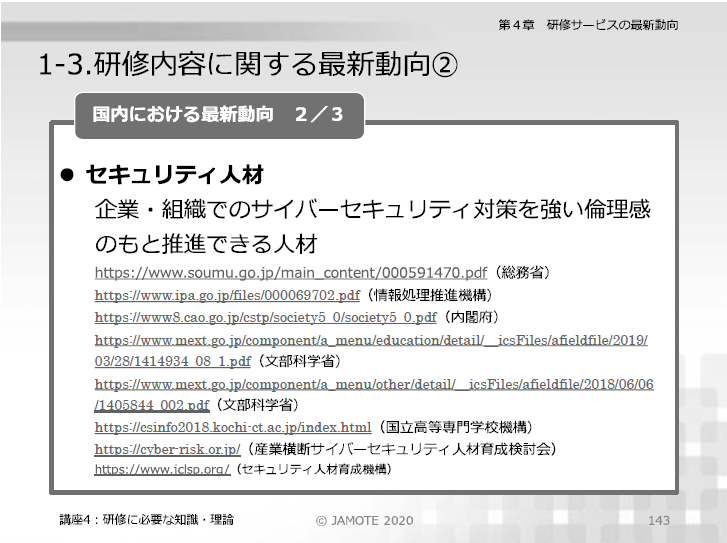 第４章　研修サービスの最新動向
1-3.研修内容に関する最新動向②
国内における最新動向　２／３
● セキュリティ人材
企業・組織でのサイバーセキュリティ対策を強い倫理感
のもと推進できる人材
https://www.soumu.go.jp/main_content/000591470.pdf（総務省）
https://www.ipa.go.jp/files/000069702.pdf（情報処理推進機構）
https://www8.cao.go.jp/cstp/society5_0/society5_0.pdf（内閣府）
https://www.mext.go.jp/component/a_menu/education/detail/__icsFiles/afieldfile/2019/
03/28/1414934_08_1.pdf（文部科学省）
https://www.mext.go.jp/component/a_menu/other/detail/__icsFiles/afieldfile/2018/06/06
/1405844_002.pdf（文部科学省）
https://csinfo2018.kochi-ct.ac.jp/index.html（国立高等専門学校機構）
https://cyber-risk.or.jp/（産業横断サイバーセキュリティ人材育成検討会）
https://www.jclsp.org/（セキュリティ人材育成機構）
講座4：研修に必要な知識・理論
© JAMOTE 2020
143